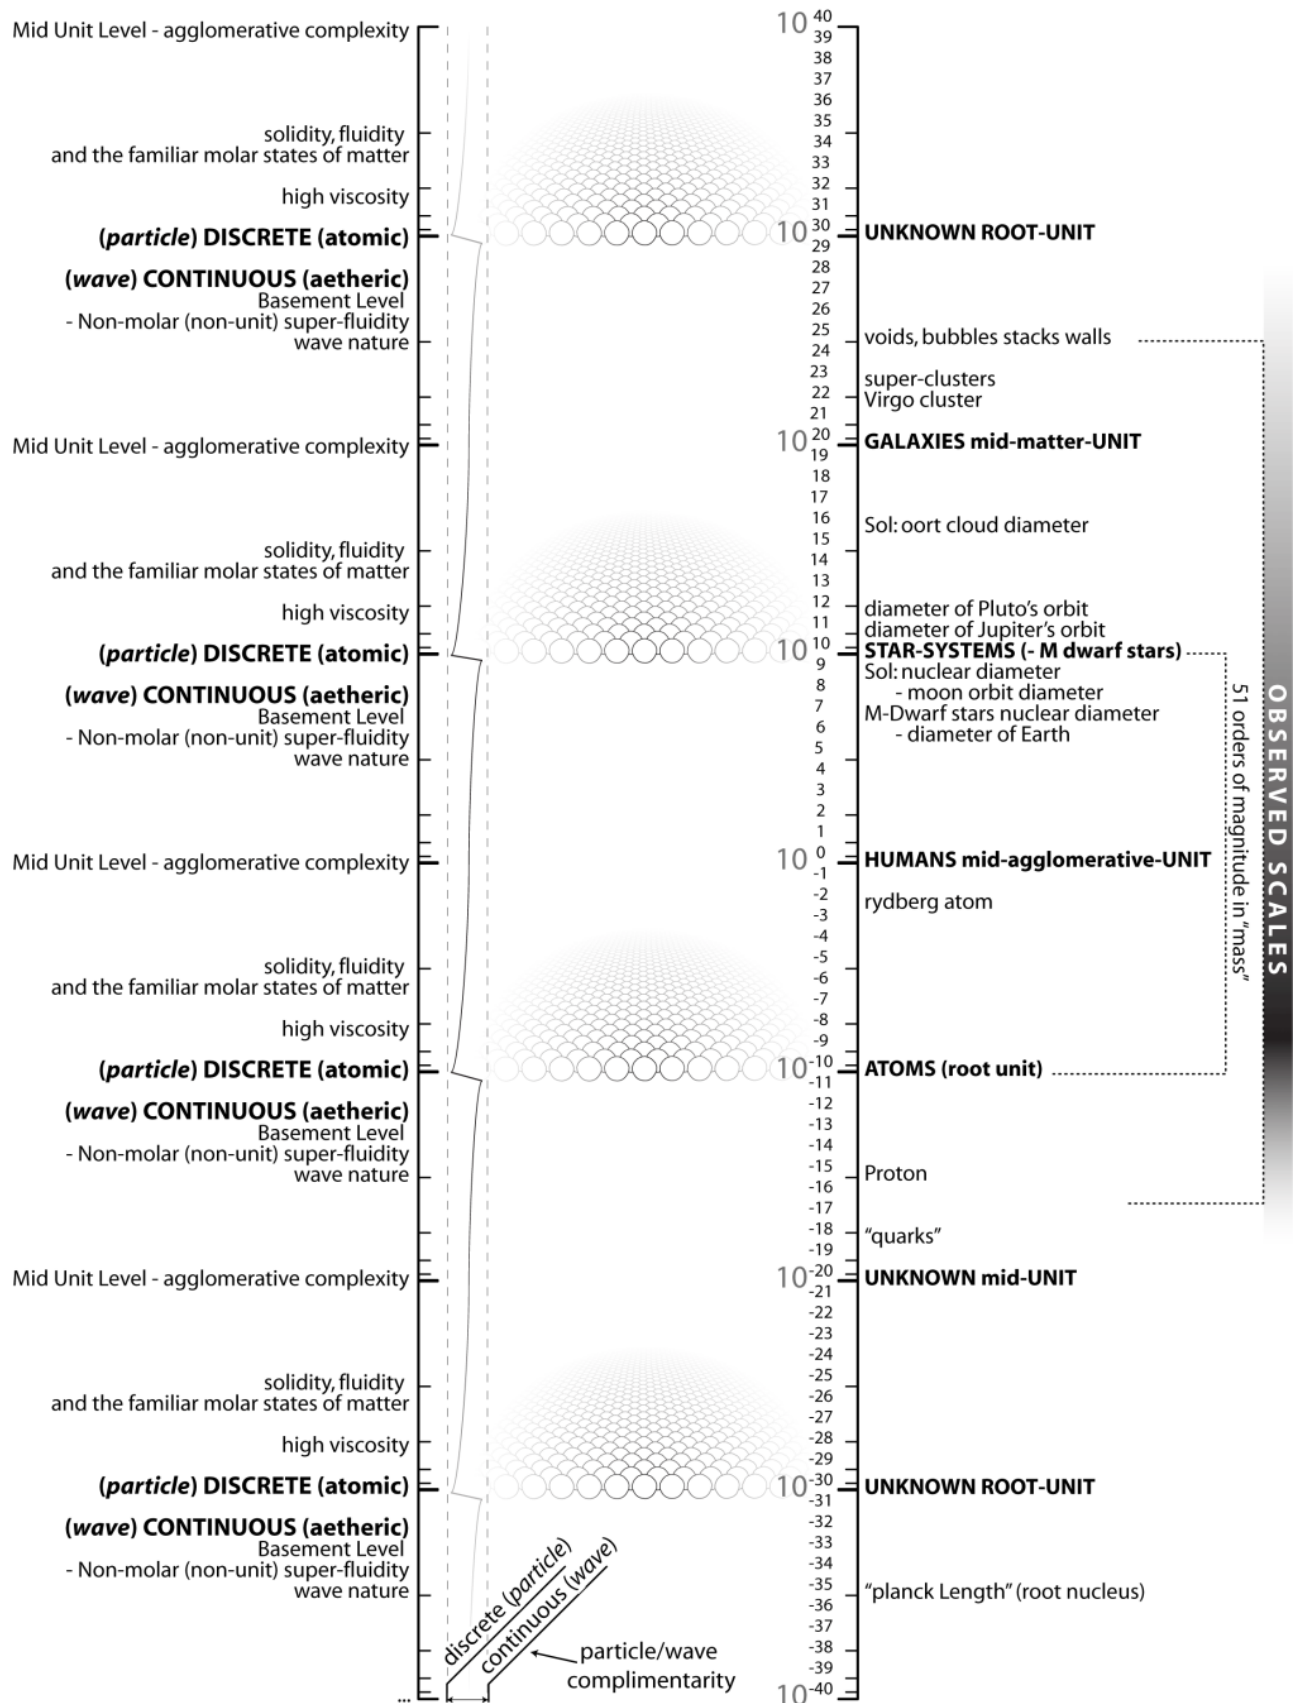 Mid Unit Level - agglomerative complexity
solidity, fluidity
and the familiar molar states of matter
high viscosity
(particle) DISCRETE (atomic)
(wave) CONTINUOUS (aetheric)
Basement Level
- Non-molar (non-unit) super-fluidity
wave nature
Mid Unit Level - agglomerative complexity
solidity, fluidity
and the familiar molar states of matter
high viscosity
(particle) DISCRETE (atomic)
(wave) CONTINUOUS (aetheric)
Basement Level
- Non-molar (non-unit) super-fluidity
wave nature
Mid Unit Level - agglomerative complexity
solidity, fluidity
and the familiar molar states of matter
high viscosity
(particle) DISCRETE (atomic)
(wave) CONTINUOUS (aetheric)
Basement Level
- Non-molar (non-unit) super-fluidity
wave nature
Mid Unit Level - agglomerative complexity
solidity, fluidity
and the familiar molar states of matter
high viscosity
(particle) DISCRETE (atomic)
(wave) CONTINUOUS (aetheric)
Basement Level
- Non-molar (non-unit) super-fluidity
wave nature
...
discrete (particle)
continuous (wave)
particle/wave
complimentarity
10 40
39
38
37
36
35
34
33
32
31
10 30
29
28
27
26
25
24
23
22
21
10 20
19
18
17
16
15
14
13
12
11
10 10
9
8
7
6
5
4
3
2
1
10 0
-1
-2
-3
-4
-5
-6
-7
-8
-9
10 -10
-11
-12
-13
-14
-15
-16
-17
-18
-19
10 -20
-21
-22
-23
-24
-25
-26
-27
-28
-29
10 -30
-31
-32
-33
-34
-35
-36
-37
-38
-39
10 -40
UNKNOWN ROOT-UNIT
voids, bubbles stacks walls
super-clusters
Virgo cluster
GALAXIES mid-matter-UNIT
Sol: oort cloud diameter
diameter of Pluto's orbit
diameter of Jupiter's orbit
STAR-SYSTEMS (- M dwarf stars)
Sol: nuclear diameter
- moon orbit diameter
M-Dwarf stars nuclear diameter
- diameter of Earth
HUMANS mid-agglomerative-UNIT
rydberg atom
ATOMS (root unit)
Proton
"quarks"
UNKNOWN mid-UNIT
UNKNOWN ROOT-UNIT
"planck Length" (root nucleus)
51 orders of magnitude in "mass"
OBSERVED SCALES